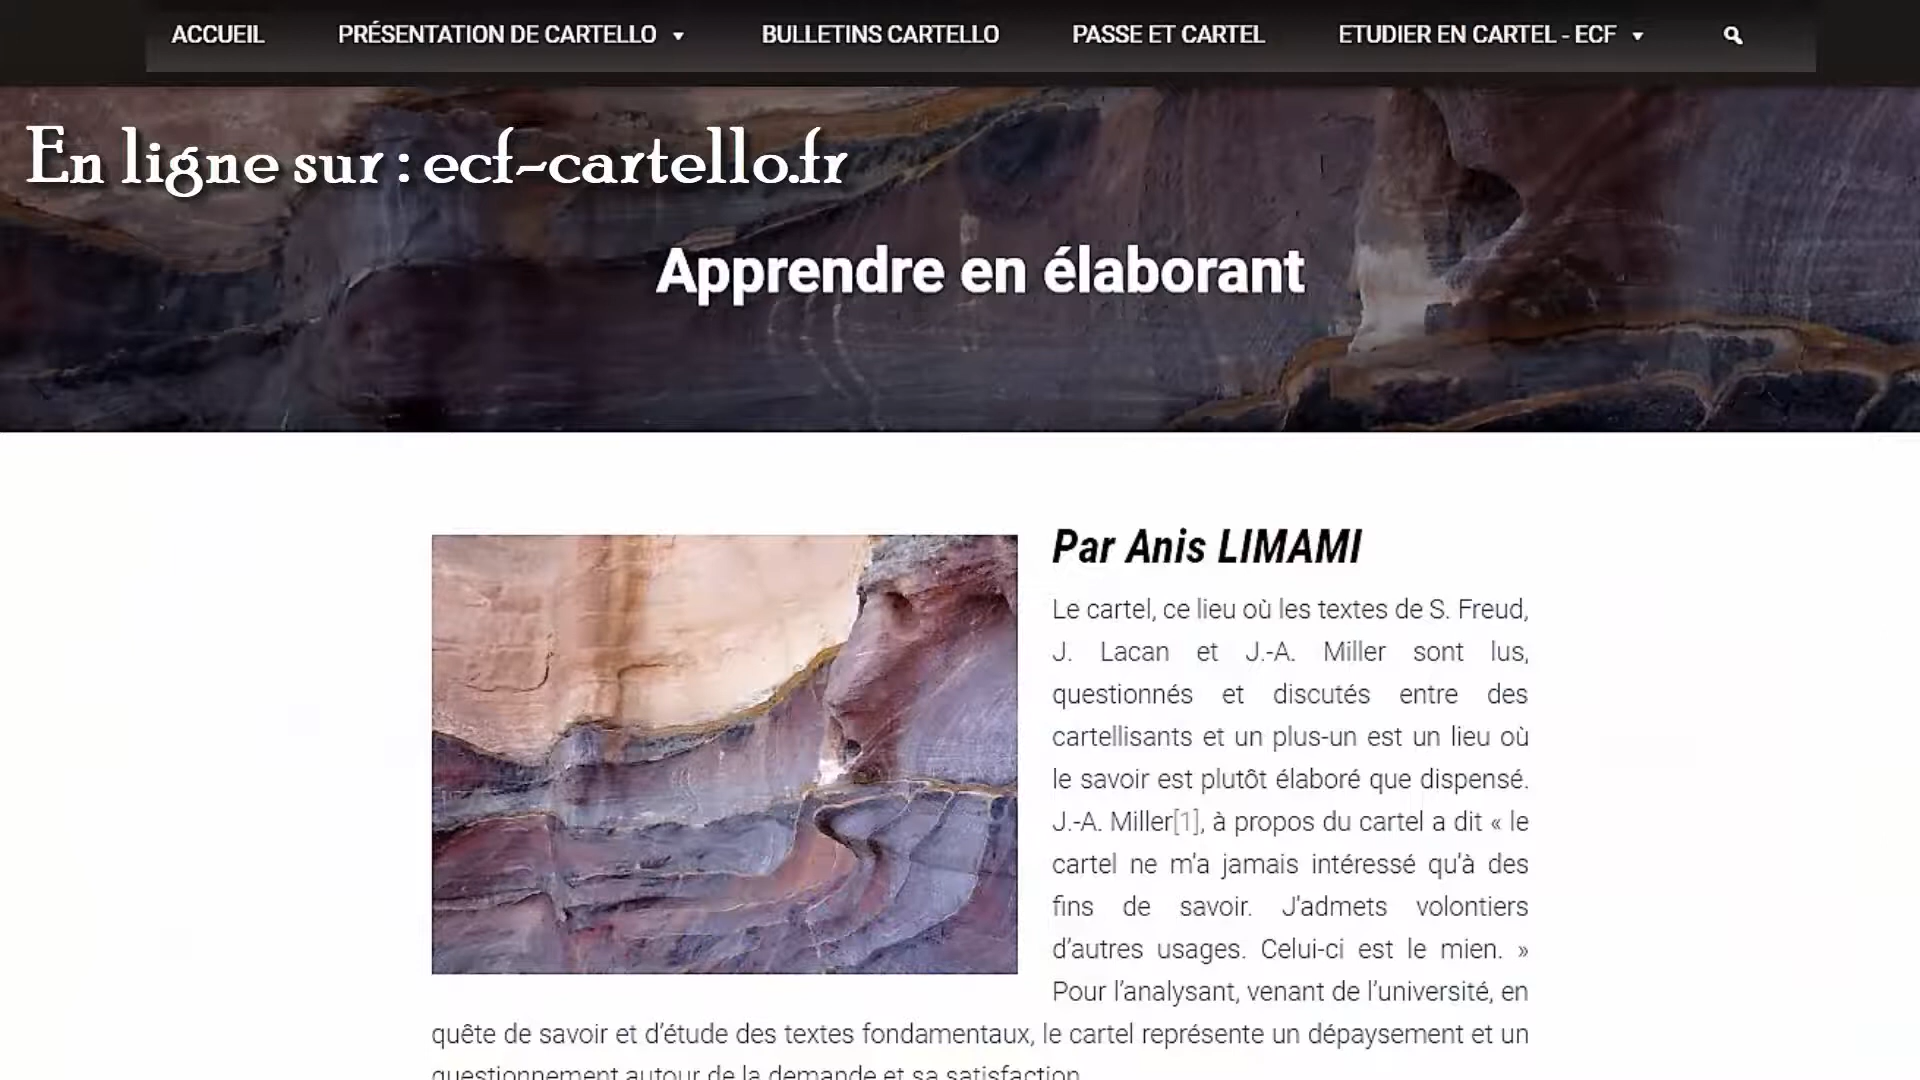 ACCUEIL PRÉSENTATION DE CARTELLO BULLETINS CARTELLO PASSE ET CARTEL ETUDIER EN CARTEL - ECF
En ligne sur : ecf-cartello.fr
Apprendre en élaborant
Par Anis LIMAMI
Le cartel, ce lieu où les textes de S. Freud,
J. Lacan et J.-A. Miller sont lus,
questionnés et discutés entre des
cartellisants et un plus-un est un lieu où
le savoir est plutôt élaboré que dispensé.
J.-A. Miller[1], à propos du cartel a dit « le
cartel ne m’a jamais intéressé qu’à des
fins de savoir. J’admets volontiers
d’autres usages. Celui-ci est le mien. »
Pour l’analysant, venant de l’université, en
quête de savoir et d’étude des textes fondamentaux, le cartel représente un dépaysement et un
questionnement autour de la demande et sa satisfaction.